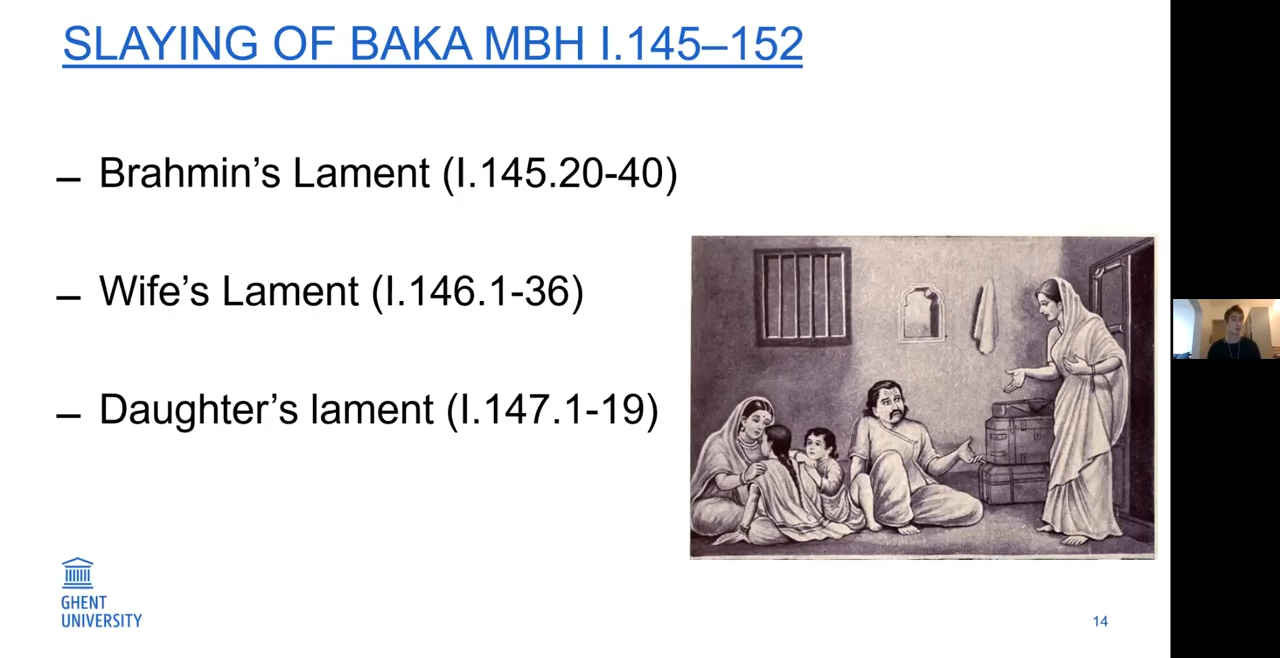 SLAYING OF BAKA MBH I.145–152
– Brahmin’s Lament (I.145.20-40)
– Wife’s Lament (I.146.1-36)
– Daughter’s lament (I.147.1-19)
GHENT
UNIVERSITY
14